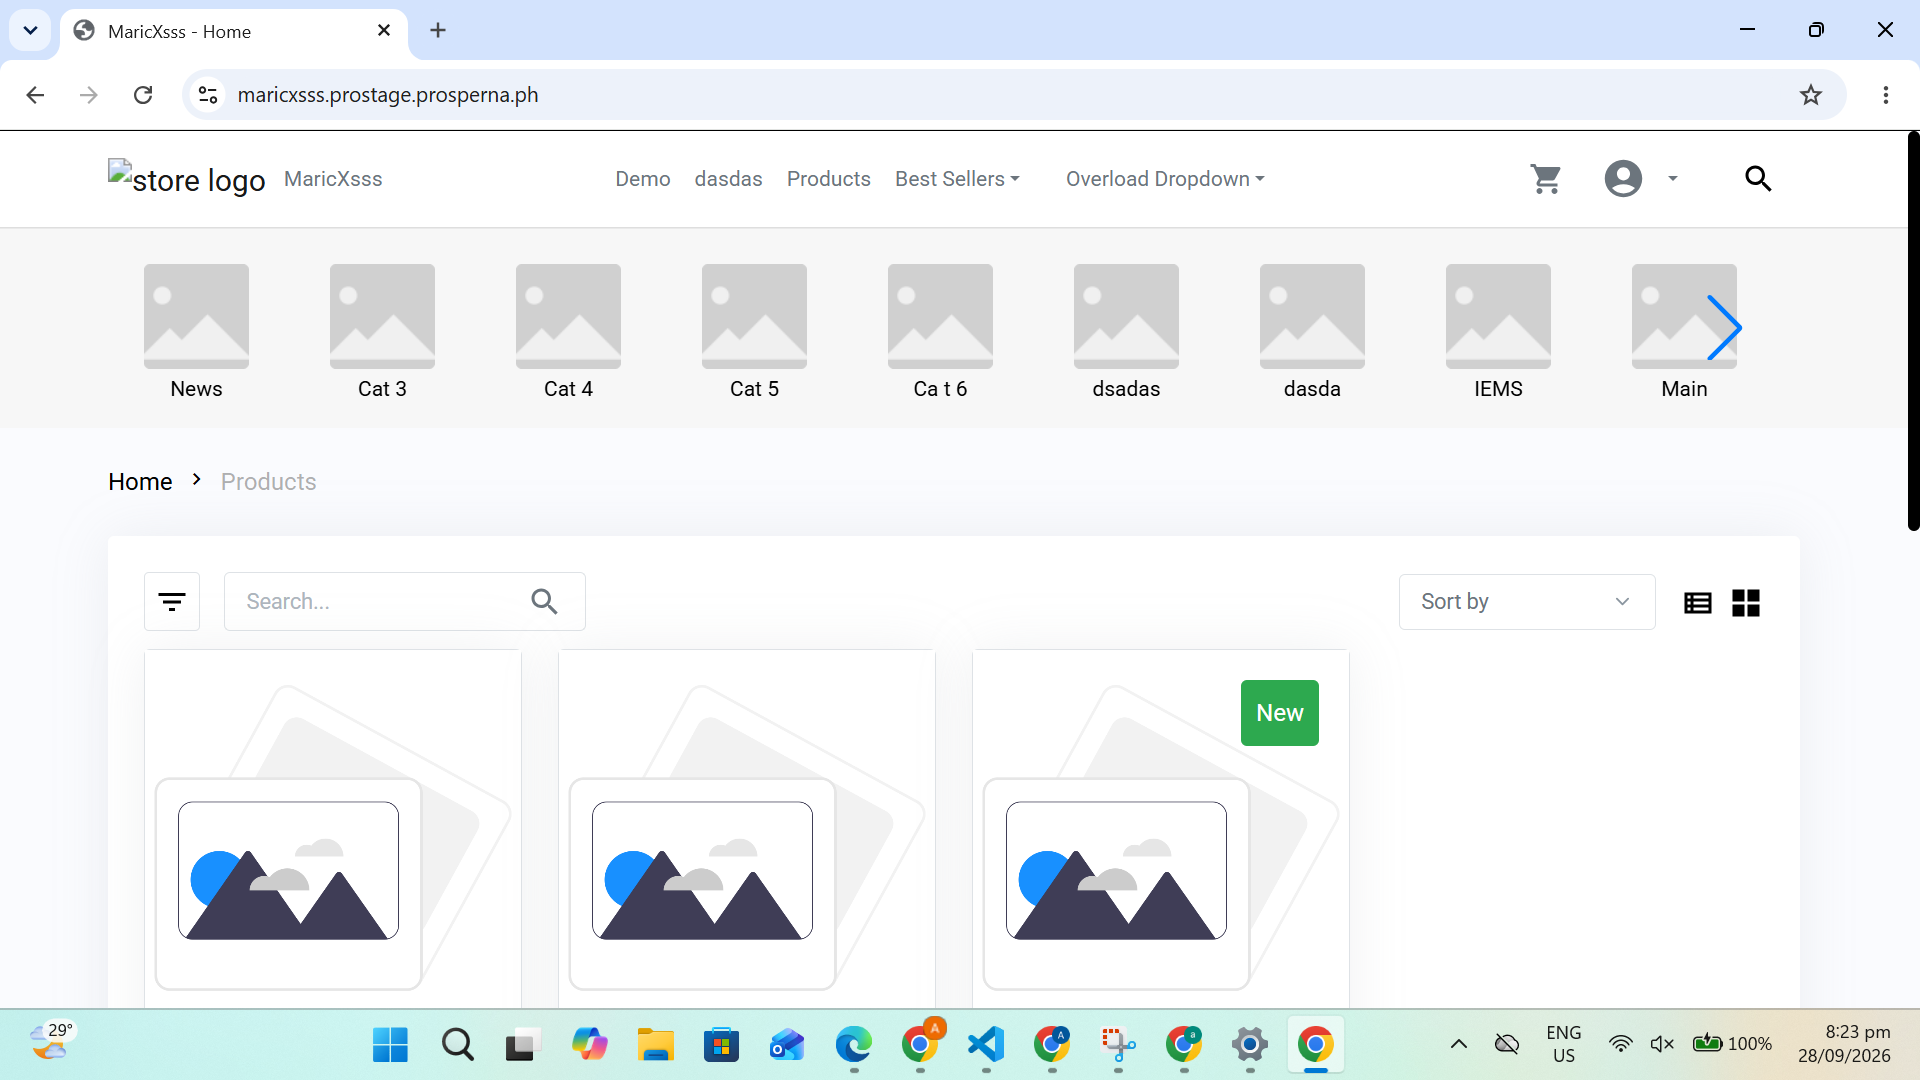 MaricXsss - Home
maricxsss.prostage.prosperna.ph
store logo MaricXsss Demo dasdas Products Best Sellers Overload Dropdown
News Cat 3 Cat 4 Cat 5 Ca t 6 dsadas dasda IEMS Main
Home Products
Search... Sort by
New
29°
A
A
a
ENG
US
100%
8:23 pm
28/09/2026